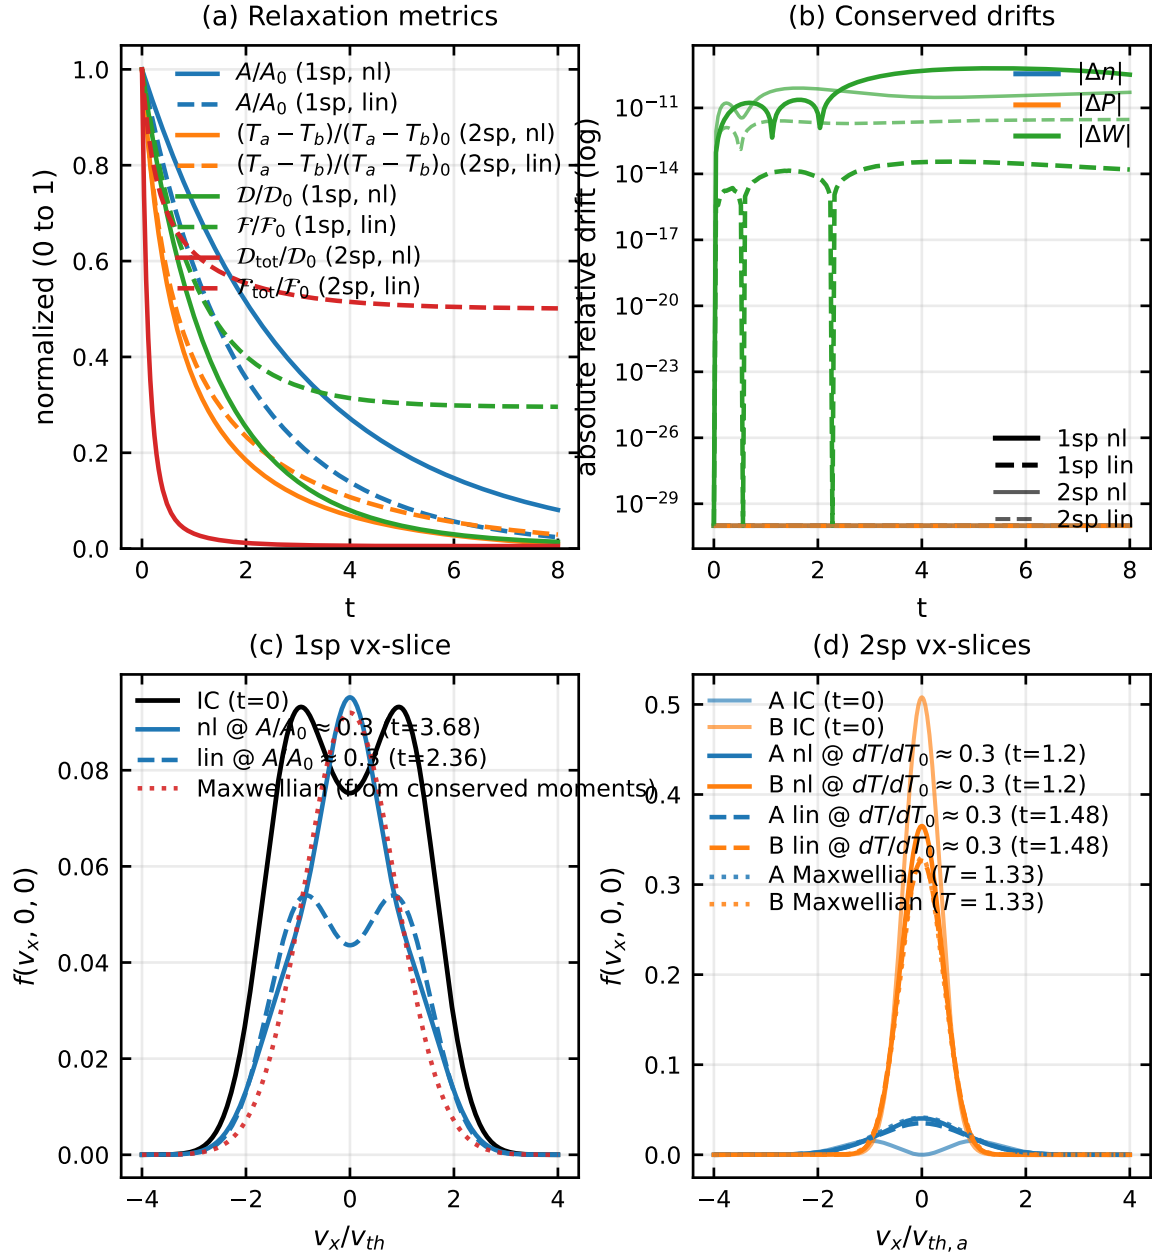 (a) Relaxation metrics
normalized (0 to 1)
1.0
0.8
0.6
0.4
0.2
0.0
A/A₀ (1sp, nl)
A/A₀ (1sp, lin)
(Tₐ − T_b)/(Tₐ − T_b)₀ (2sp, nl)
(Tₐ − T_b)/(Tₐ − T_b)₀ (2sp, lin)
𝒟/𝒟₀ (1sp, nl)
ℱ/ℱ₀ (1sp, lin)
𝒟_tot/𝒟₀ (2sp, nl)
ℱ_tot/ℱ₀ (2sp, lin)
0 2 4 6 8
t
(b) Conserved drifts
absolute relative drift (log)
10⁻¹¹
10⁻¹⁴
10⁻¹⁷
10⁻²⁰
10⁻²³
10⁻²⁶
10⁻²⁹
|Δn|
|ΔP|
|ΔW|
1sp nl
1sp lin
2sp nl
2sp lin
0 2 4 6 8
t
(c) 1sp vx-slice
f(vₓ, 0, 0)
0.08
0.06
0.04
0.02
0.00
IC (t=0)
nl @ A/A₀ ≈ 0.3 (t=3.68)
lin @ A/A₀ ≈ 0.3 (t=2.36)
Maxwellian (from conserved moments)
−4 −2 0 2 4
vₓ/v_th
(d) 2sp vx-slices
f(vₓ, 0, 0)
0.5
0.4
0.3
0.2
0.1
0.0
A IC (t=0)
B IC (t=0)
A nl @ dT/dT₀ ≈ 0.3 (t=1.2)
B nl @ dT/dT₀ ≈ 0.3 (t=1.2)
A lin @ dT/dT₀ ≈ 0.3 (t=1.48)
B lin @ dT/dT₀ ≈ 0.3 (t=1.48)
A Maxwellian (T = 1.33)
B Maxwellian (T = 1.33)
−4 −2 0 2 4
vₓ/v_th, a